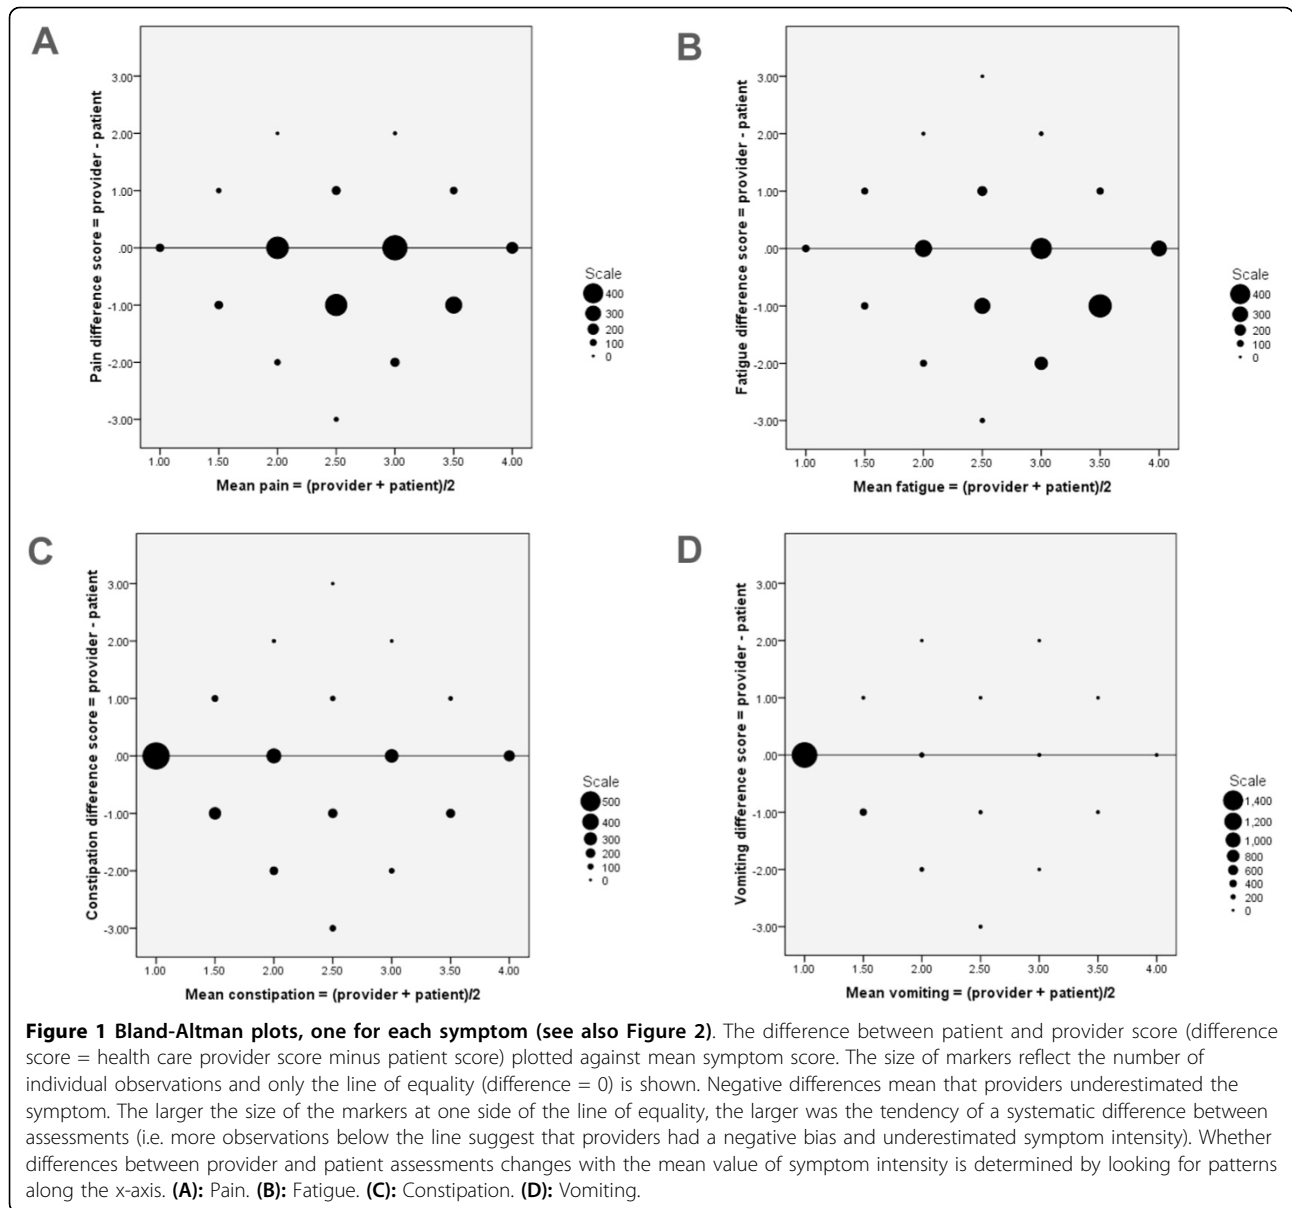 A
Pain difference score = provider - patient
3.00
2.00
1.00
.00
-1.00
-2.00
-3.00
1.00 1.50 2.00 2.50 3.00 3.50 4.00
Mean pain = (provider + patient)/2
Scale
400
300
200
100
0
B
Fatigue difference score = provider - patient
3.00
2.00
1.00
.00
-1.00
-2.00
-3.00
1.00 1.50 2.00 2.50 3.00 3.50 4.00
Mean fatigue = (provider + patient)/2
Scale
400
300
200
100
0
C
Constipation difference score = provider - patient
3.00
2.00
1.00
.00
-1.00
-2.00
-3.00
1.00 1.50 2.00 2.50 3.00 3.50 4.00
Mean constipation = (provider + patient)/2
Scale
500
400
300
200
100
0
D
Vomiting difference score = provider - patient
3.00
2.00
1.00
.00
-1.00
-2.00
-3.00
1.00 1.50 2.00 2.50 3.00 3.50 4.00
Mean vomiting = (provider + patient)/2
Scale
1,400
1,200
1,000
800
600
400
200
0
Figure 1 Bland-Altman plots, one for each symptom (see also Figure 2). The difference between patient and provider score (difference
score = health care provider score minus patient score) plotted against mean symptom score. The size of markers reflect the number of
individual observations and only the line of equality (difference = 0) is shown. Negative differences mean that providers underestimated the
symptom. The larger the size of the markers at one side of the line of equality, the larger was the tendency of a systematic difference between
assessments (i.e. more observations below the line suggest that providers had a negative bias and underestimated symptom intensity). Whether
differences between provider and patient assessments changes with the mean value of symptom intensity is determined by looking for patterns
along the x-axis. (A): Pain. (B): Fatigue. (C): Constipation. (D): Vomiting.